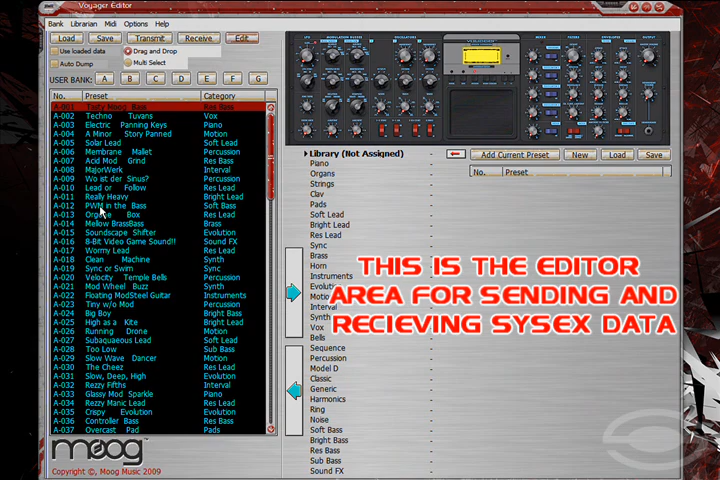 Voyager Editor
Bank Librarian Midi Options Help
Load Save Transmit Receive Edit
Use loaded data Drag and Drop
Auto Dump Multi Select
USER BANK: A B C D E F G
No. Preset Category
A-001 Tasty Moog Bass Res Bass
A-002 Techno Tuvans Vox
A-003 Electric Panning Keys Piano
A-004 A Minor Story Panned Motion
A-005 Solar Lead Soft Lead
A-006 Membrane Mallet Percussion
A-007 Acid Mod Grind Res Bass
A-008 MajorWerk Interval
A-009 Wo ist der Sinus? Percussion
A-010 Lead or Follow Res Lead
A-011 Really Heavy Bright Lead
A-012 PWM in the Bass Soft Bass
A-013 Box Res Lead
A-014 Mellow BrassBass Brass
A-015 Soundscape Shifter Evolution
A-016 8-Bit Video Game Sound!! Sound FX
A-017 Wormy Lead Res Lead
A-018 Clean Machine Synth
A-019 Sync or Swim Sync
A-020 Velocity Temple Bells Percussion
A-021 Mod Wheel Buzz Synth
A-022 Floating ModSteel Guitar Instruments
A-023 Tiny w/o Mod Percussion
A-024 Big Boy Bright Bass
A-025 High as a Kite Bright Lead
A-026 Running Drone Motion
A-027 Subaqueous Lead Soft Lead
A-028 Too Low Sub Bass
A-029 Slow Wave Dancer Motion
A-030 The Cheez Res Lead
A-031 Slow, Deep, High Evolution
A-032 Rezzy Fifths Interval
A-033 Glassy Mod Sparkle Piano
A-034 Rezzy Manic Lead Res Lead
A-035 Crispy Evolution Evolution
A-036 Controller Bass Res Bass
A-037 Overcast Pad Pads
moog
Copyright ©, Moog Music 2009
Library (Not Assigned) -
Piano -
Organs -
Strings -
Clav -
Pads -
Soft Lead -
Bright Lead -
Res Lead -
Sync -
Brass -
Horn -
Instruments
Evoluti
Motio
Interval
Synth
Vox -
Bells -
Sequence -
Percussion -
Model D -
Classic -
Generic -
Harmonics -
Ring -
Noise -
Soft Bass -
Bright Bass -
Res Bass -
Sub Bass -
Sound FX -
Add Current Preset New Load Save
No. Preset
THIS IS THE EDITOR
AREA FOR SENDING AND
RECIEVING SYSEX DATA